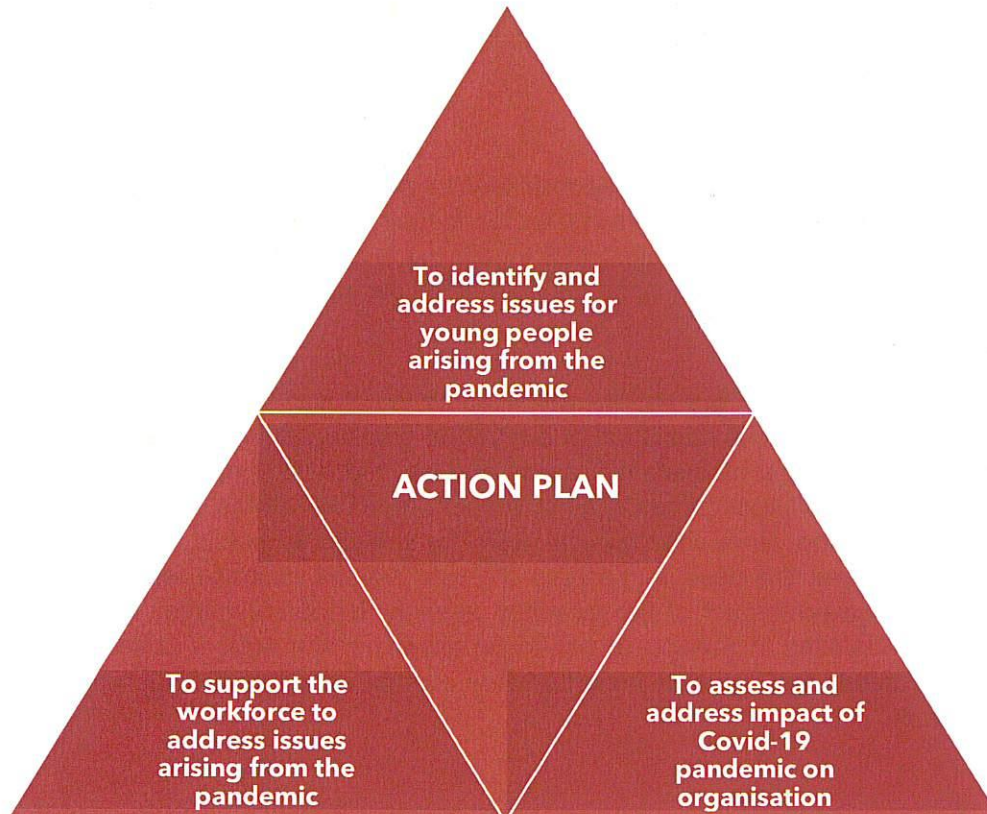 To identify and
address issues for
young people
arising from the
pandemic
ACTION PLAN
To support the
workforce to
address issues
arising from the
pandemic
To assess and
address impact of
Covid-19
pandemic on
organisation